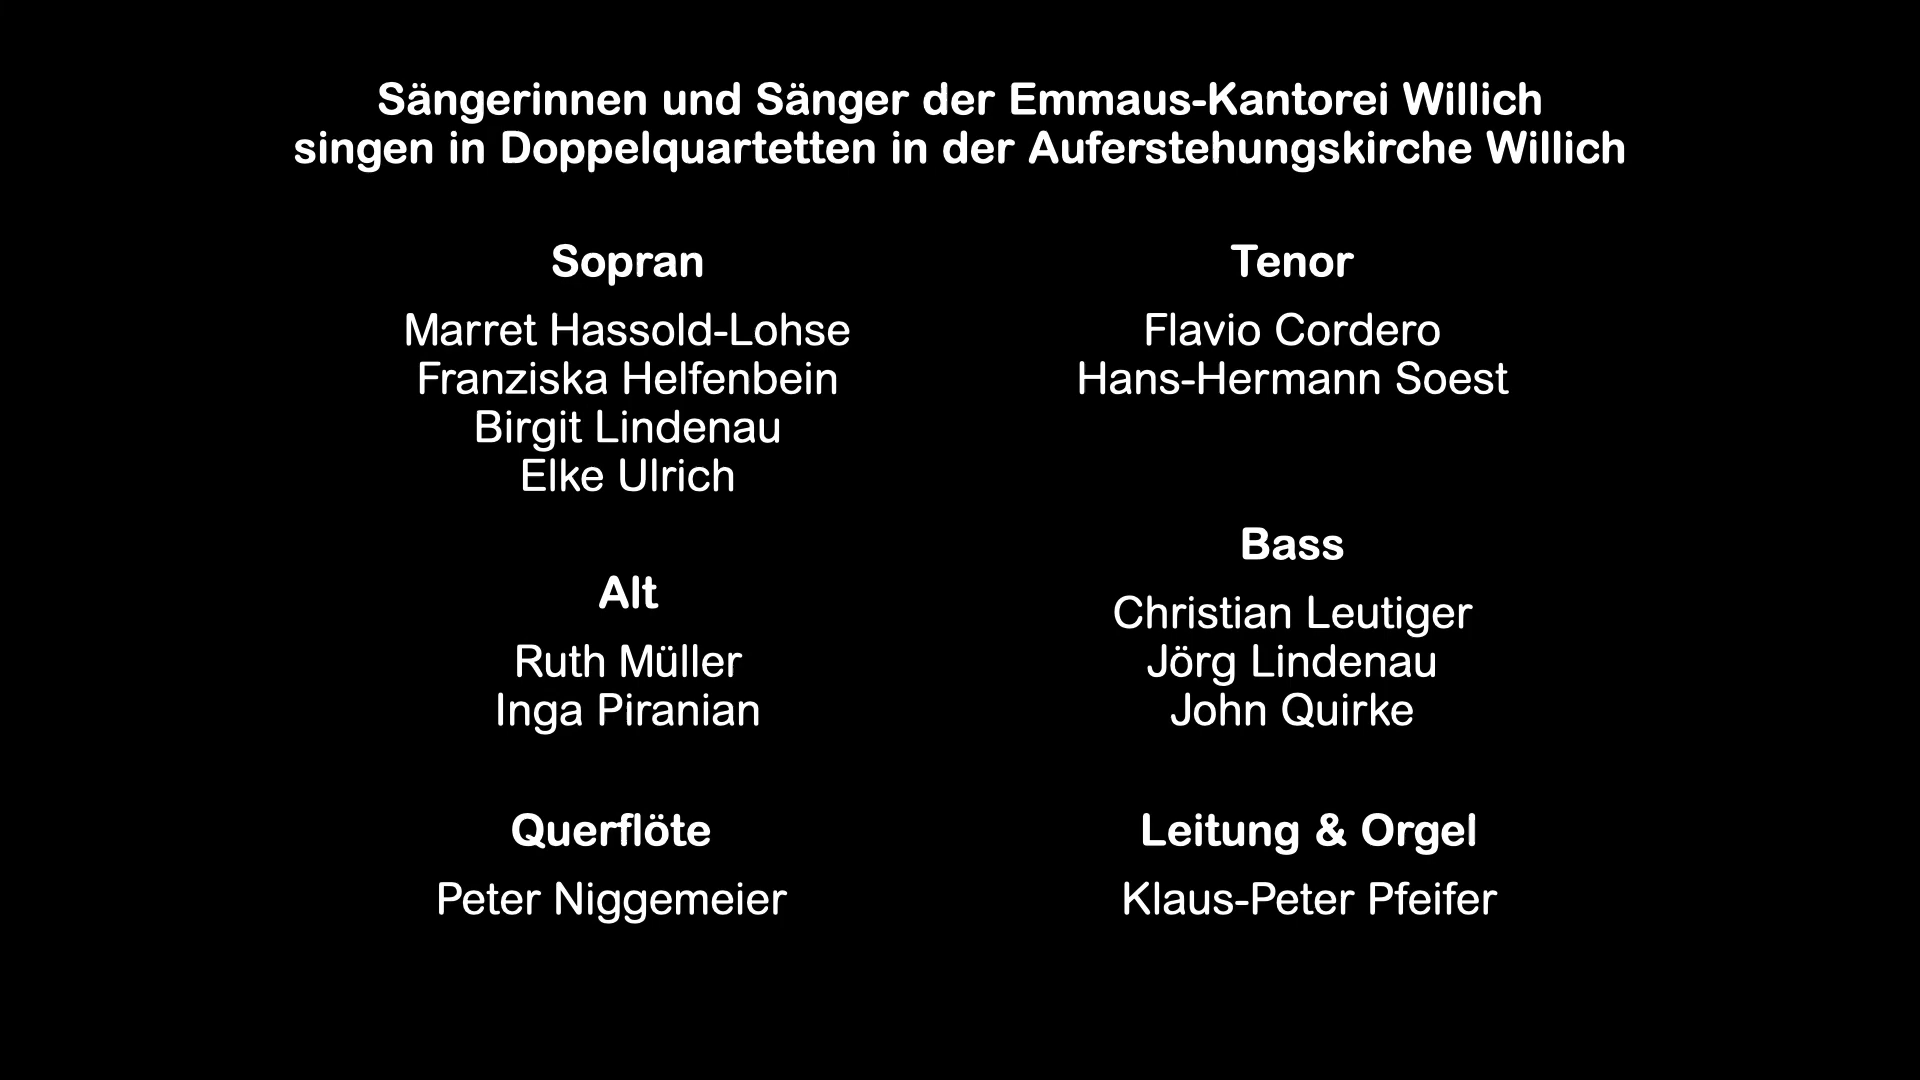 Sängerinnen und Sänger der Emmaus-Kantorei Willich
singen in Doppelquartetten in der Auferstehungskirche Willich
Sopran
Marret Hassold-Lohse
Franziska Helfenbein
Birgit Lindenau
Elke Ulrich
Alt
Ruth Müller
Inga Piranian
Querflöte
Peter Niggemeier
Tenor
Flavio Cordero
Hans-Hermann Soest
Bass
Christian Leutiger
Jörg Lindenau
John Quirke
Leitung & Orgel
Klaus-Peter Pfeifer